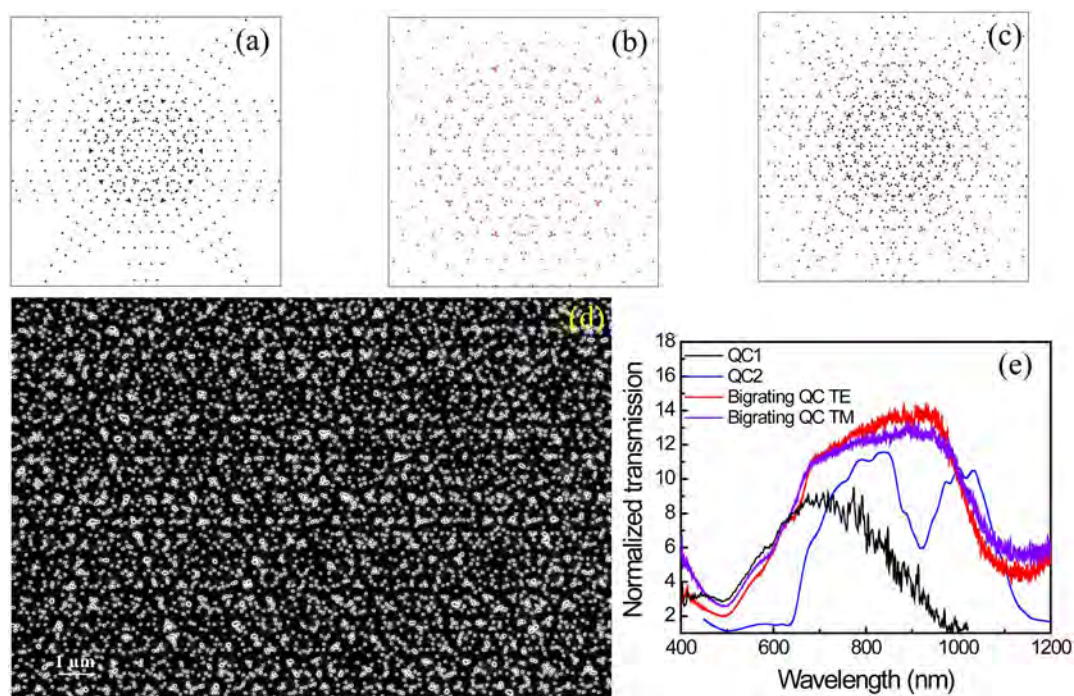 (a)
(b)
(c)
(d)
1 μm
(e)
QC1
QC2
Bigrating QC TE
Bigrating QC TM
Normalized transmission
18
16
14
12
10
8
6
4
2
400
600
800
1000
1200
Wavelength (nm)